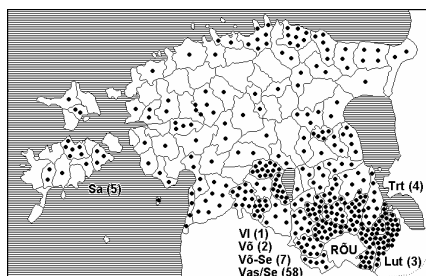 Sa (5)
Trt (4)
Vl (1)
Võ (2)
Võ-Se (7)
Vas/Se (58)
RÕU
Lut (3)